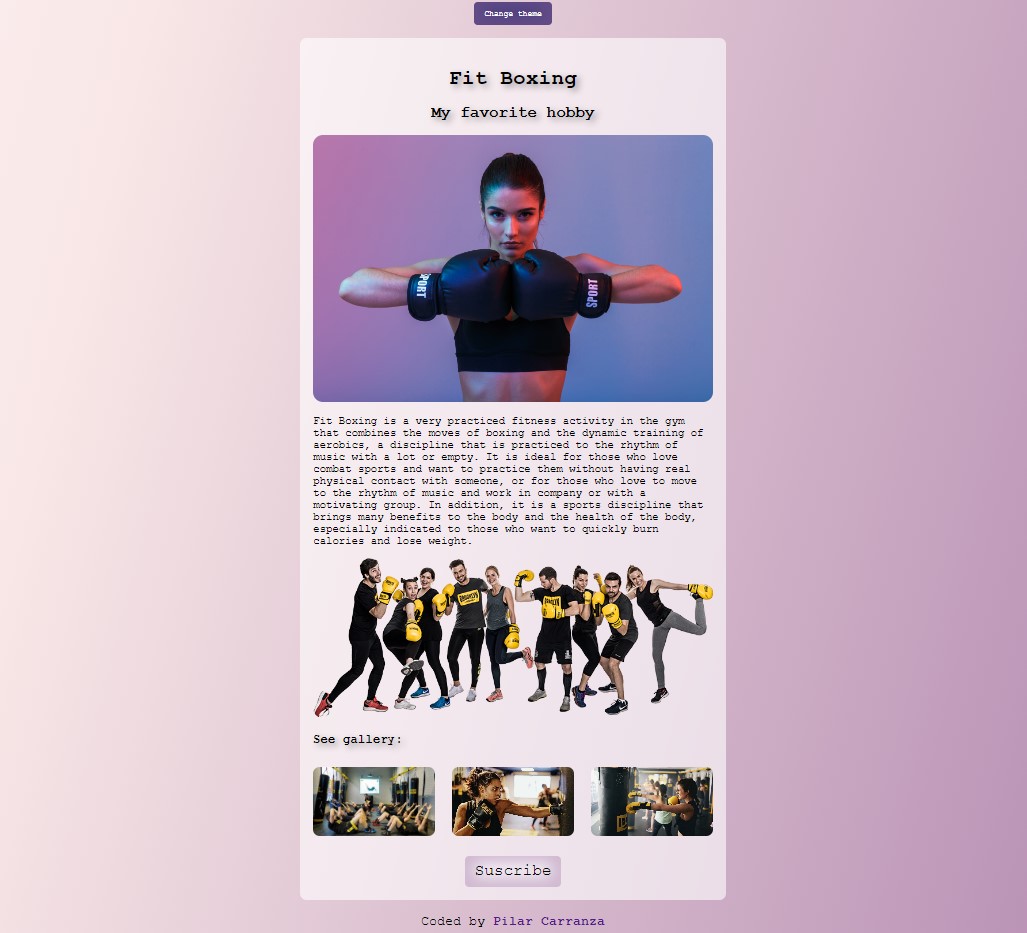 Change theme
Fit Boxing
My favorite hobby
SPORT
SPORT
Fit Boxing is a very practiced fitness activity in the gym
that combines the moves of boxing and the dynamic training of
aerobics, a discipline that is practiced to the rhythm of
music with a lot or empty. It is ideal for those who love
combat sports and want to practice them without having real
physical contact with someone, or for those who love to move
to the rhythm of music and work in company or with a
motivating group. In addition, it is a sports discipline that
brings many benefits to the body and the health of the body,
especially indicated to those who want to quickly burn
calories and lose weight.
BROOKLYN
BROOKLYN
See gallery:
Suscribe
Coded by Pilar Carranza